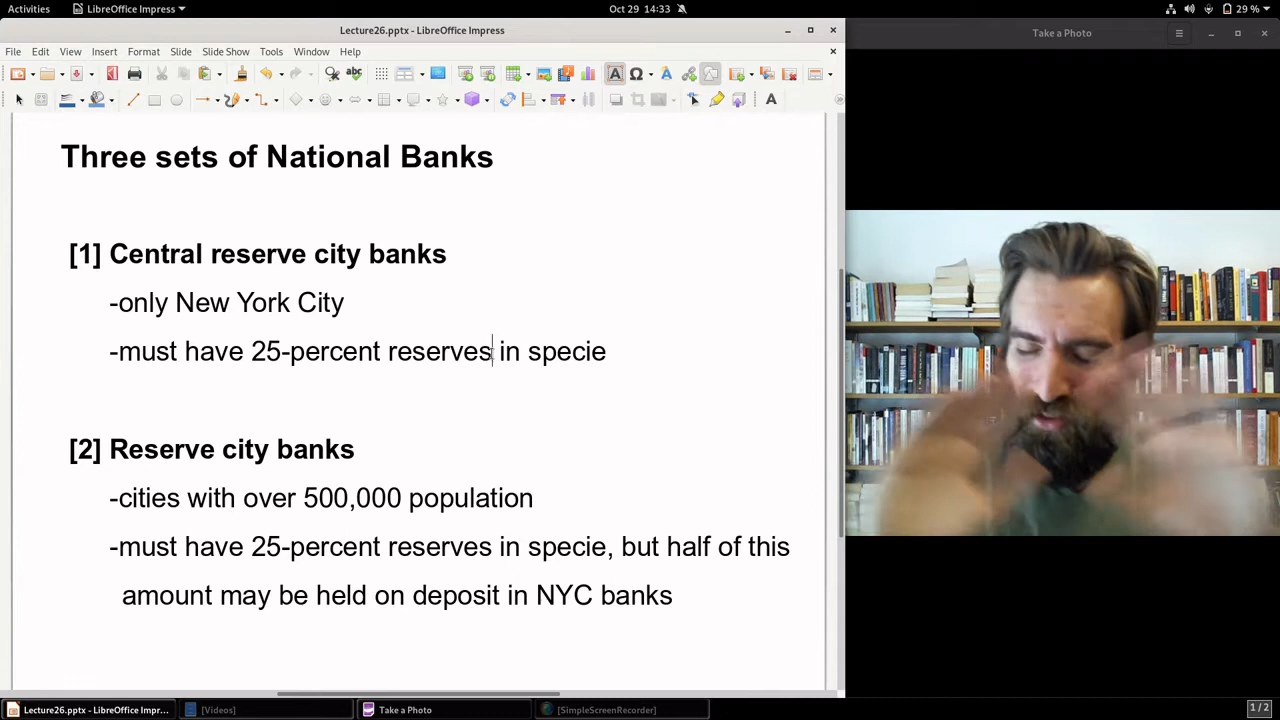 Activities
LibreOffice Impress
Oct 29 14:33
29 %
Lecture26.pptx - LibreOffice Impress
Take a Photo
File Edit View Insert Format Slide Slide Show Tools Window Help
abc
Three sets of National Banks
[1] Central reserve city banks
-only New York City
-must have 25-percent reserves in specie
[2] Reserve city banks
-cities with over 500,000 population
-must have 25-percent reserves in specie, but half of this
amount may be held on deposit in NYC banks
Lecture26.pptx - LibreOffice Impr...
[Videos]
Take a Photo
[SimpleScreenRecorder]
1 / 2